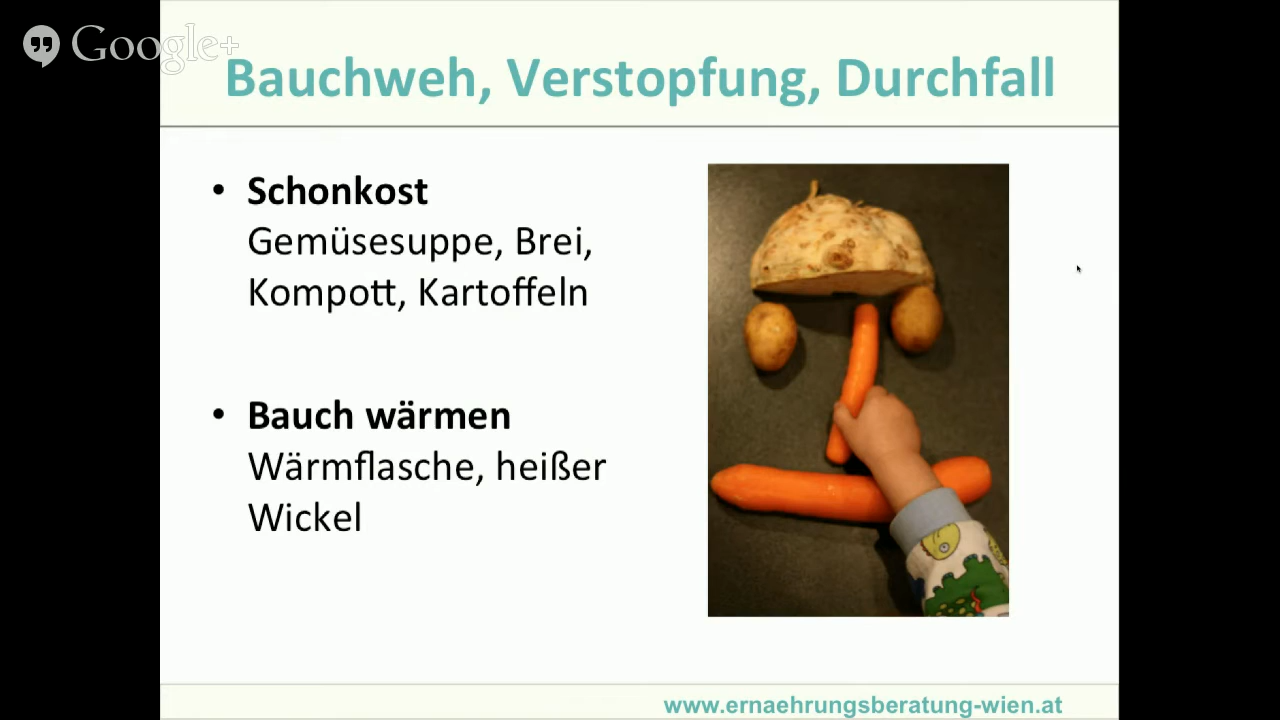 Google+
Bauchweh, Verstopfung, Durchfall
• Schonkost
Gemüsesuppe, Brei,
Kompott, Kartoffeln
• Bauch wärmen
Wärmflasche, heißer
Wickel
www.ernaehrungsberatung-wien.at